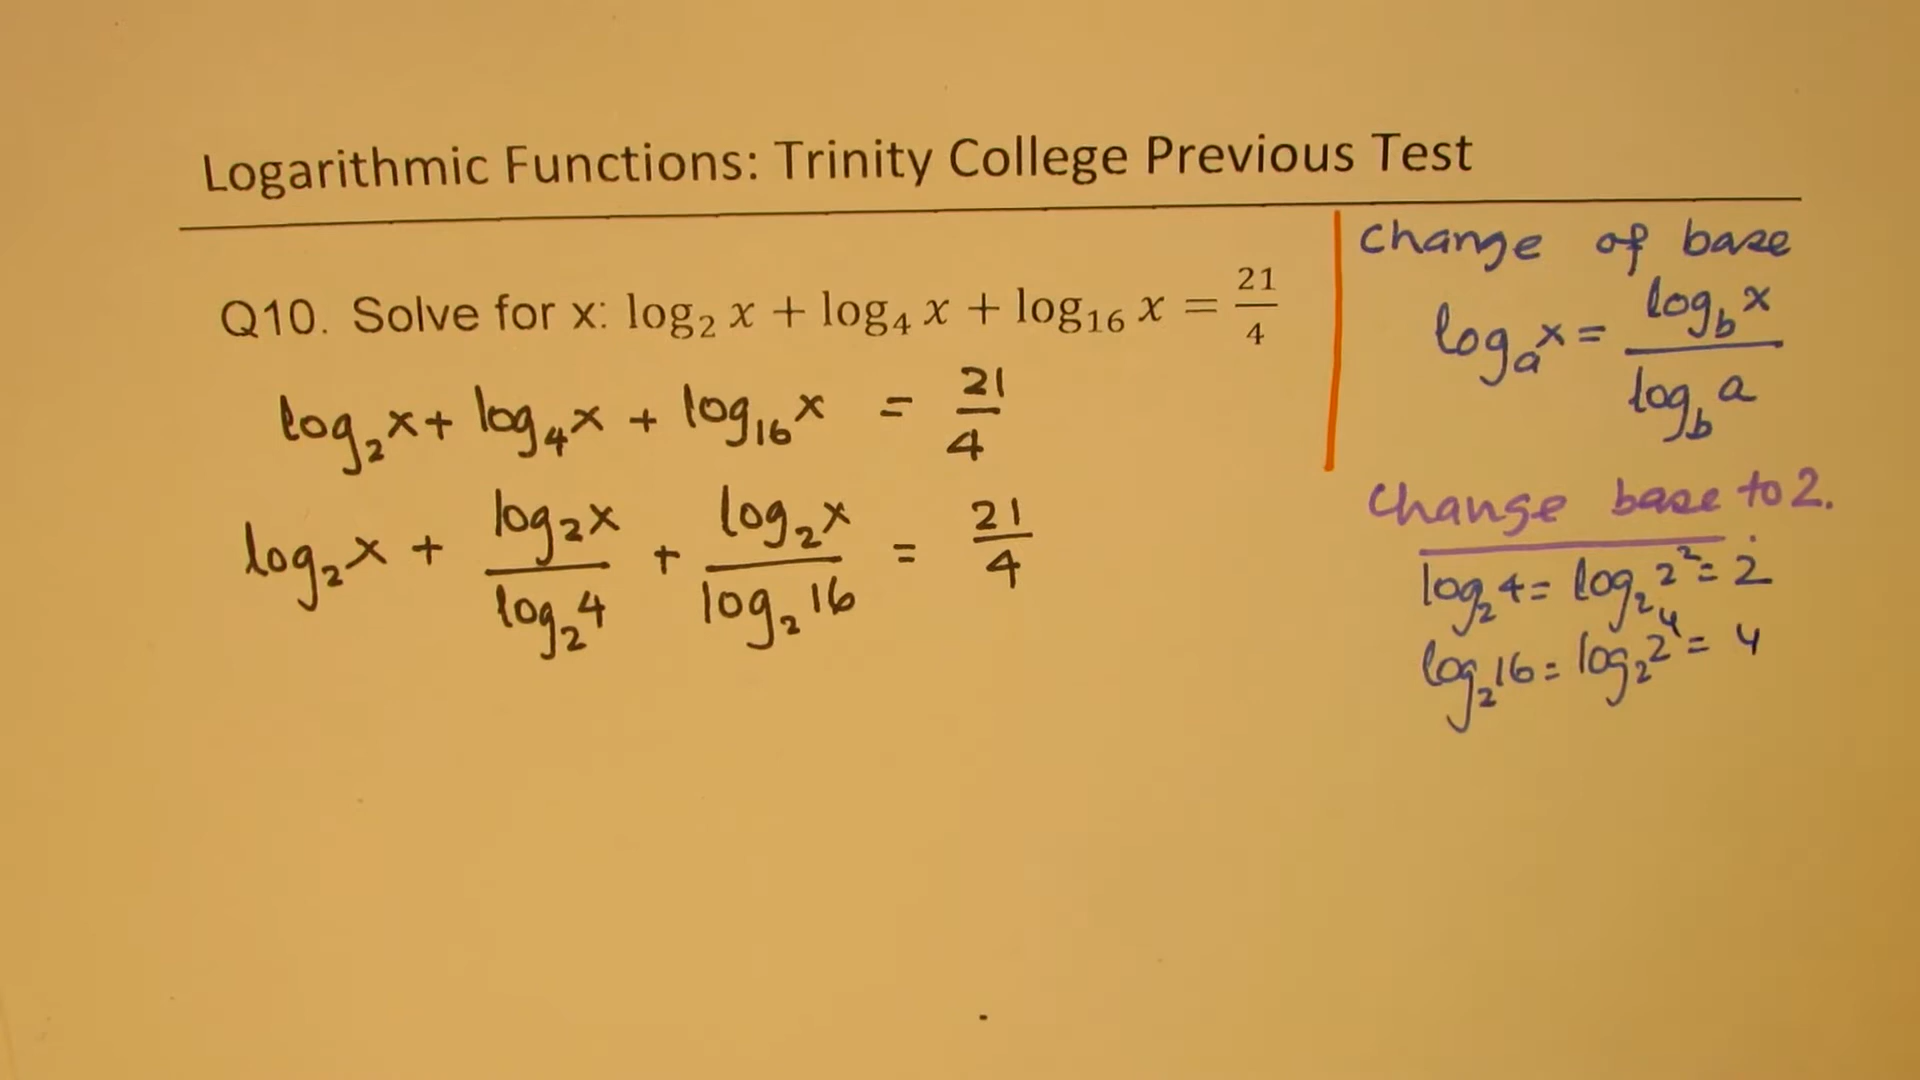 Logarithmic Functions: Trinity College Previous Test
Q10. Solve for x: log₂ x + log₄ x + log₁₆ x = 21/4
log₂x + log₄x + log₁₆x = 21/4
log₂x + log₂x/log₂4 + log₂x/log₂16 = 21/4
Change of base
logₐx = log_b x/log_b a
Change base to 2.
log₂4 = log₂2² = 2
log₂16 = log₂2⁴ = 4